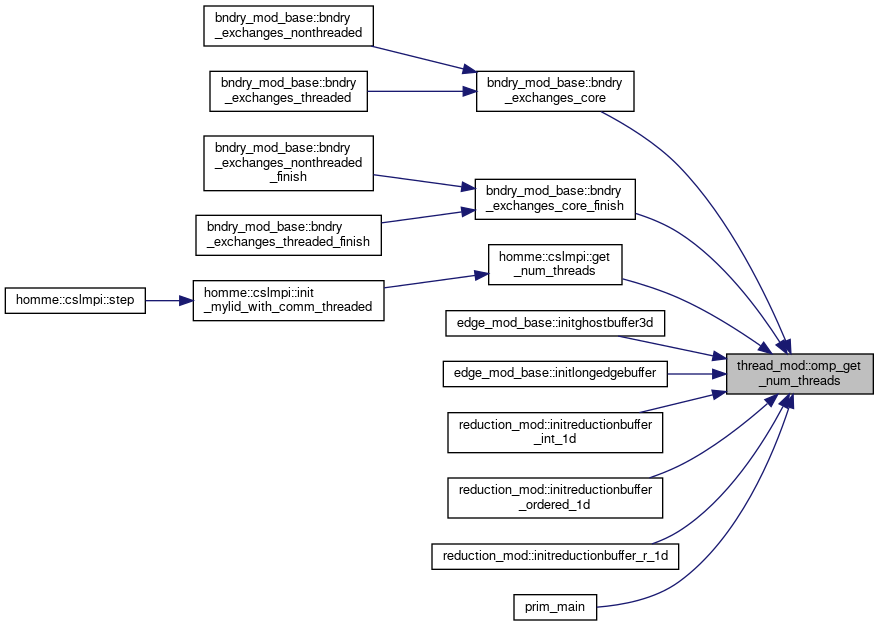 bndry_mod_base::bndry
_exchanges_nonthreaded
bndry_mod_base::bndry
_exchanges_threaded
bndry_mod_base::bndry
_exchanges_core
bndry_mod_base::bndry
_exchanges_nonthreaded
_finish
bndry_mod_base::bndry
_exchanges_core_finish
bndry_mod_base::bndry
_exchanges_threaded_finish
homme::cslmpi::get
_num_threads
homme::cslmpi::step
homme::cslmpi::init
_mylid_with_comm_threaded
edge_mod_base::initghostbuffer3d
edge_mod_base::initlongedgebuffer
thread_mod::omp_get
_num_threads
reduction_mod::initreductionbuffer
_int_1d
reduction_mod::initreductionbuffer
_ordered_1d
reduction_mod::initreductionbuffer_r_1d
prim_main